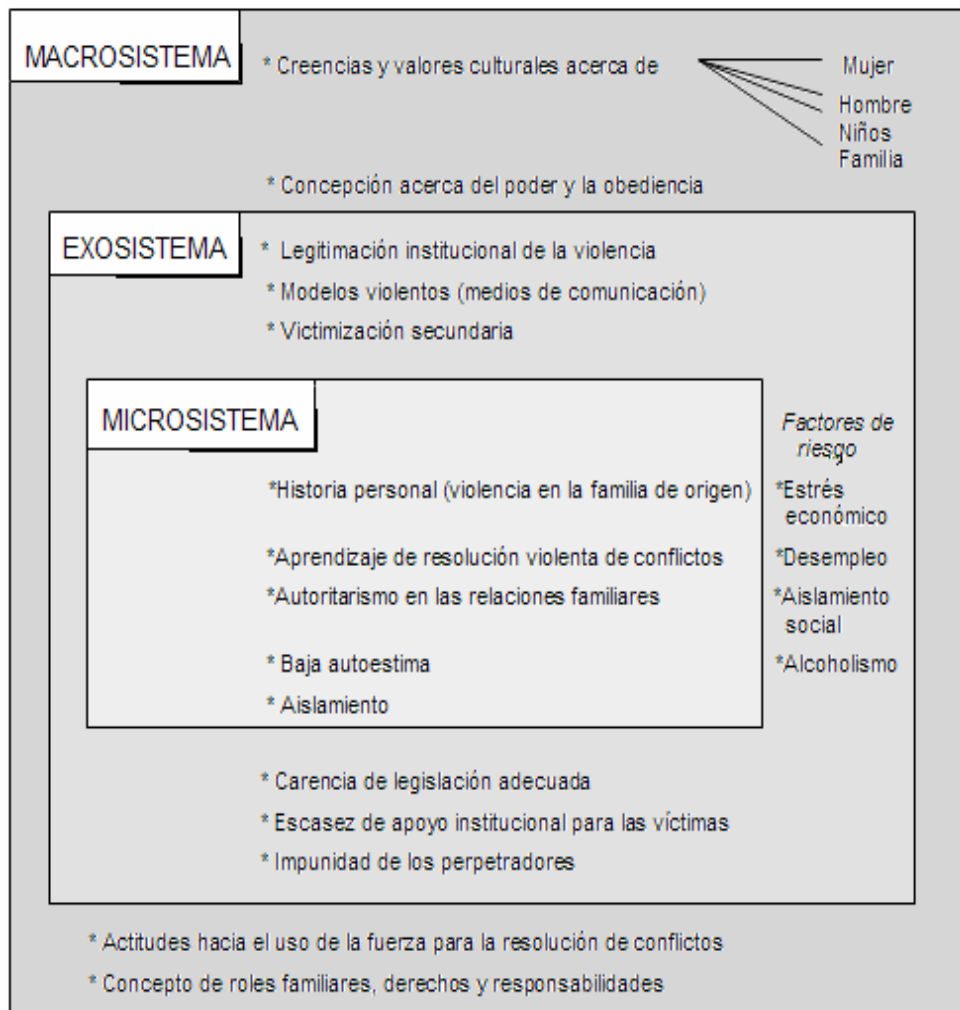 MACROSISTEMA
* Creencias y valores culturales acerca de
Mujer
Hombre
Niños
Familia
* Concepción acerca del poder y la obediencia
EXOSISTEMA
* Legitimación institucional de la violencia
* Modelos violentos (medios de comunicación)
* Victimización secundaria
MICROSISTEMA
*Historia personal (violencia en la familia de origen)
*Aprendizaje de resolución violenta de conflictos
*Autoritarismo en las relaciones familiares
* Baja autoestima
* Aislamiento
Factores de
riesgo
*Estrés
económico
*Desempleo
*Aislamiento
social
*Alcoholismo
* Carencia de legislación adecuada
* Escasez de apoyo institucional para las víctimas
* Impunidad de los perpetradores
* Actitudes hacia el uso de la fuerza para la resolución de conflictos
* Concepto de roles familiares, derechos y responsabilidades